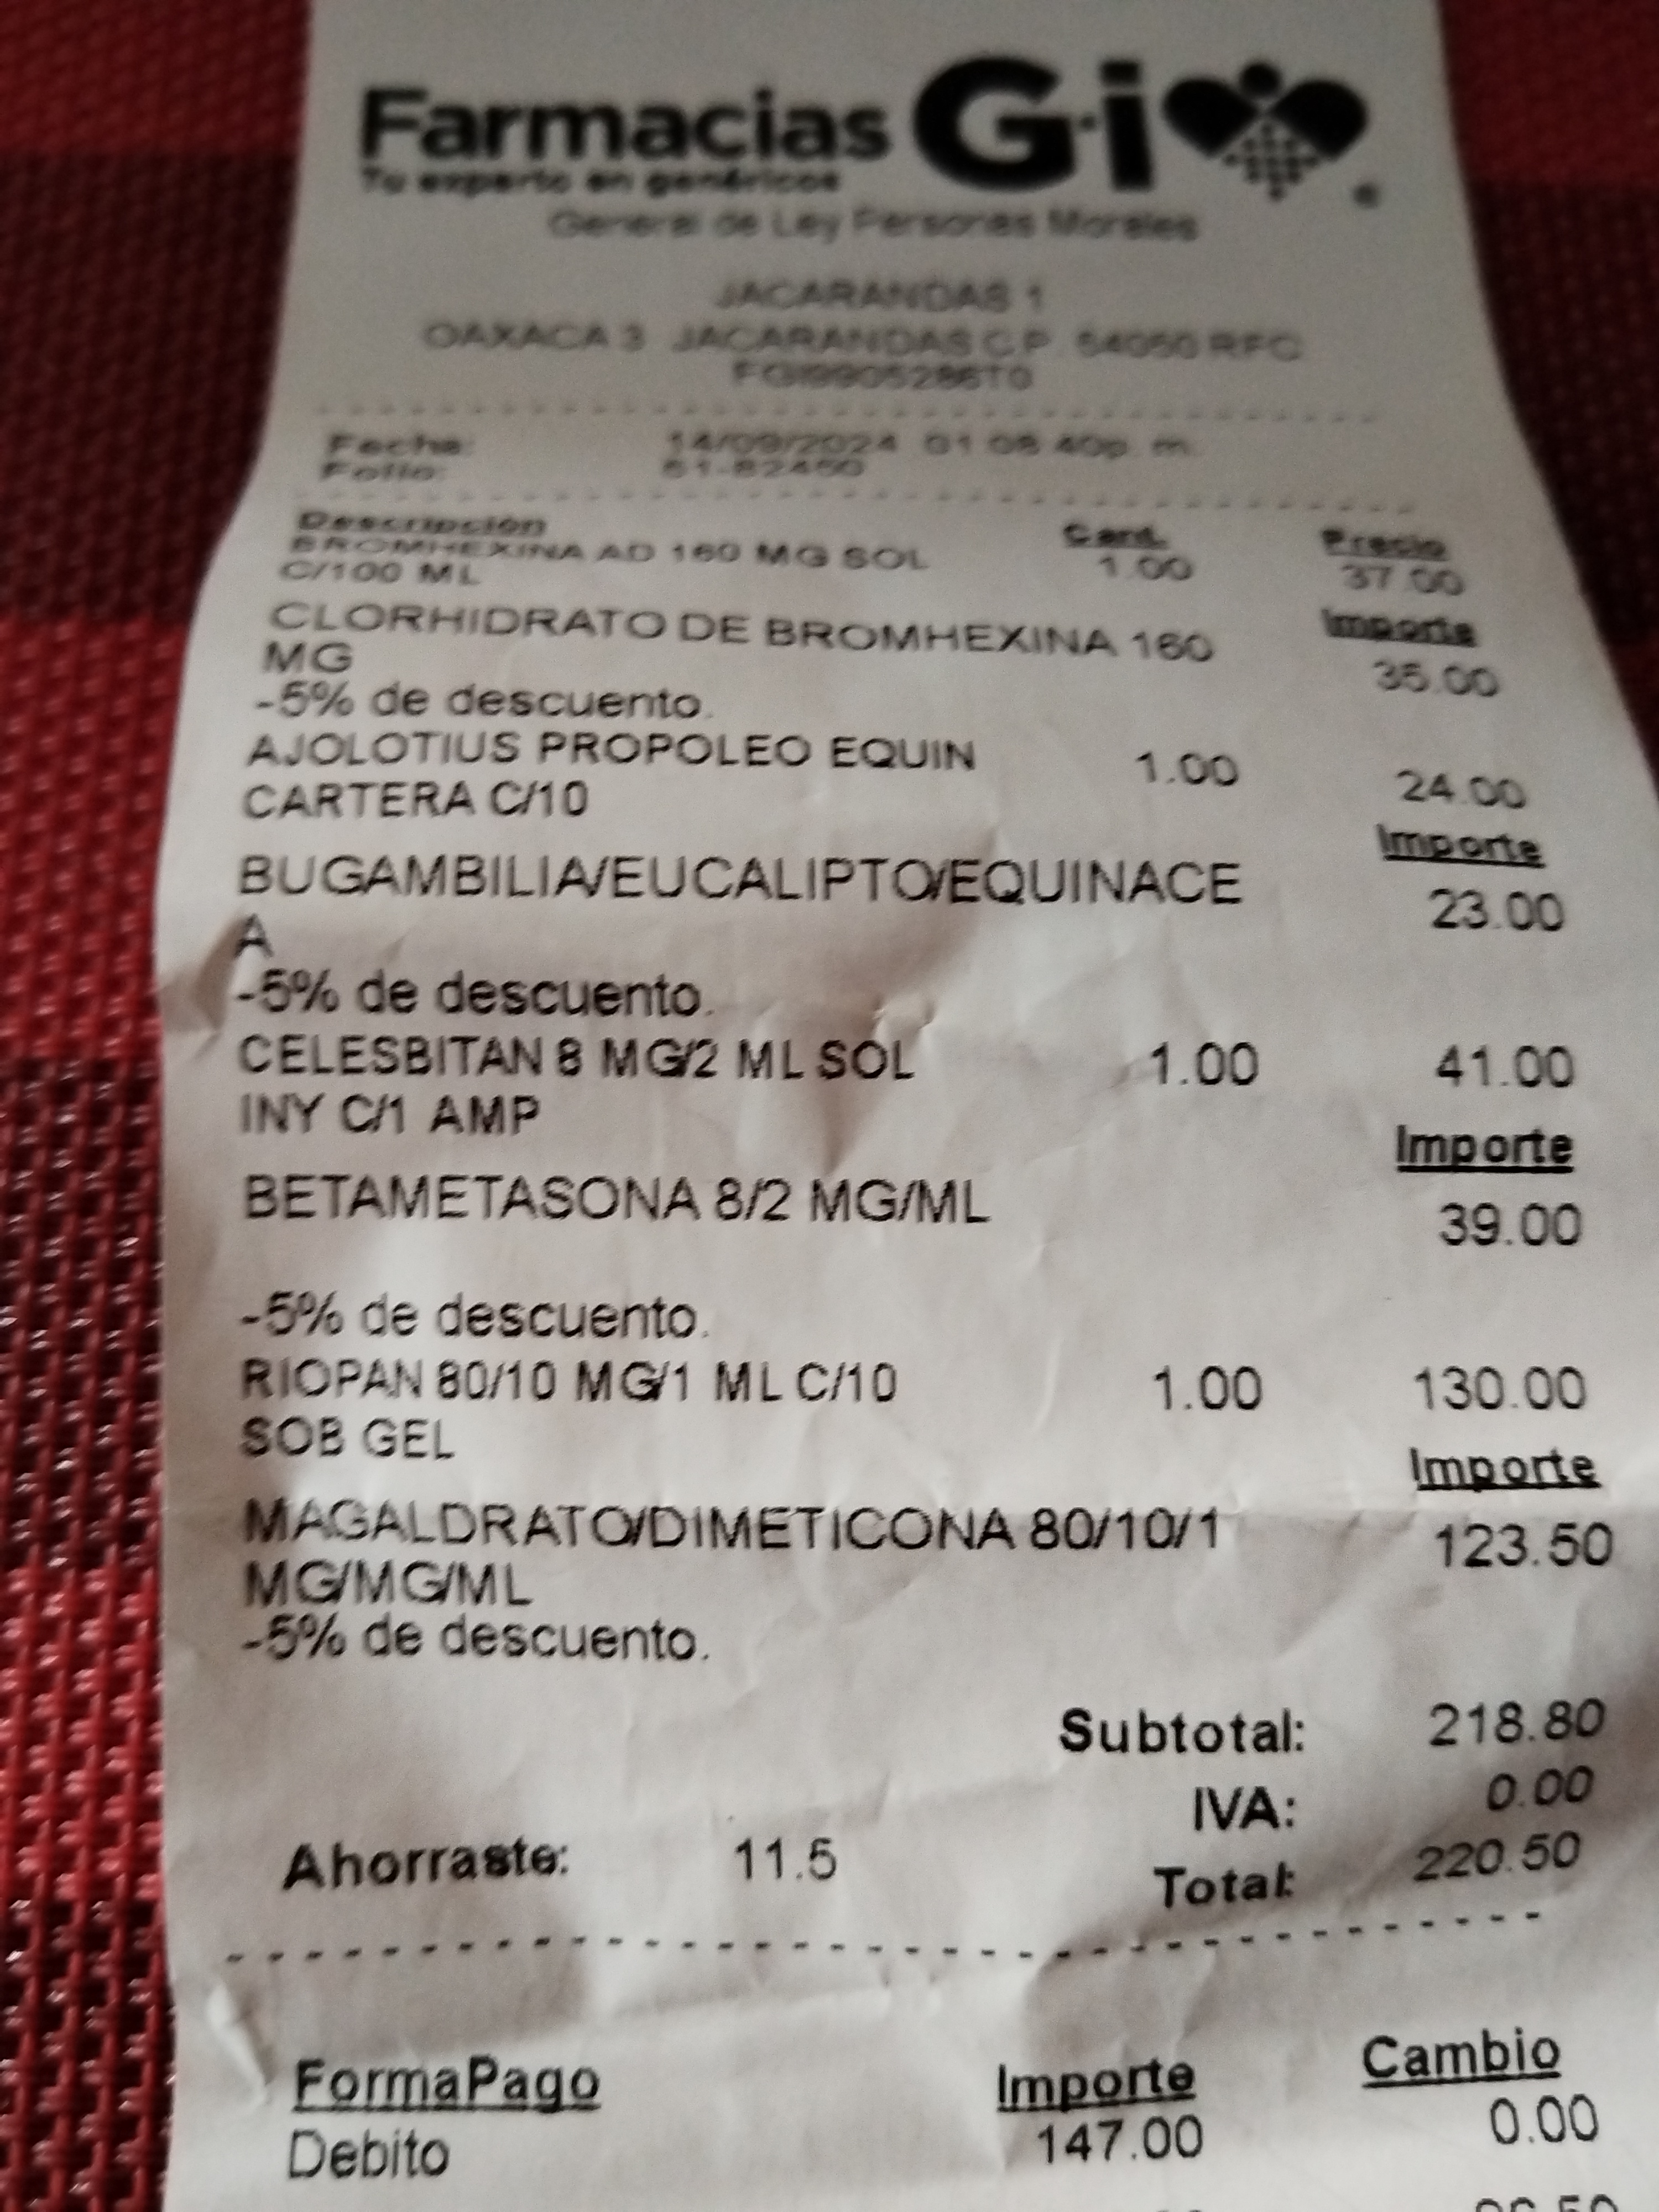 Farmacias G·i
Tu experto en genéricos
General de Ley Personas Morales
JACARANDAS 1
OAXACA 3 JACARANDAS C.P 54050 RFC
FGI9905286T0
Fecha: 14/09/2024 01:08:40p. m.
Folio: 61-82450
Descripción Cant. Precio
BROMHEXINA AD 160 MG SOL 1.00 37.00
C/100 ML
Importe
CLORHIDRATO DE BROMHEXINA 160 35.00
MG
-5% de descuento.
AJOLOTIUS PROPOLEO EQUIN 1.00 24.00
CARTERA C/10
Importe
BUGAMBILIA/EUCALIPTO/EQUINACE 23.00
A
-5% de descuento.
CELESBITAN 8 MG/2 ML SOL 1.00 41.00
INY C/1 AMP
Importe
BETAMETASONA 8/2 MG/ML 39.00
-5% de descuento.
RIOPAN 80/10 MG/1 ML C/10 1.00 130.00
SOB GEL
Importe
MAGALDRATO/DIMETICONA 80/10/1 123.50
MG/MG/ML
-5% de descuento.
Subtotal: 218.80
IVA: 0.00
Ahorraste: 11.5 Total: 220.50
FormaPago Importe Cambio
Debito 147.00 0.00